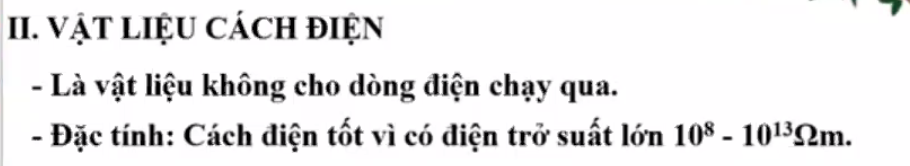 II. VẬT LIỆU CÁCH ĐIỆN
- Là vật liệu không cho dòng điện chạy qua.
- Đặc tính: Cách điện tốt vì có điện trở suất lớn 10⁸ - 10¹³Ωm.